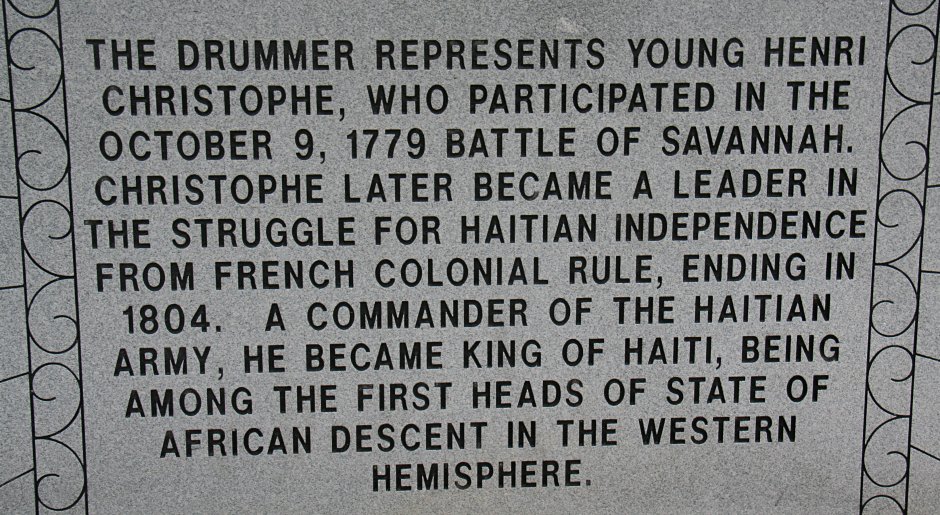 THE DRUMMER REPRESENTS YOUNG HENRI
CHRISTOPHE, WHO PARTICIPATED IN THE
OCTOBER 9, 1779 BATTLE OF SAVANNAH.
CHRISTOPHE LATER BECAME A LEADER IN
THE STRUGGLE FOR HAITIAN INDEPENDENCE
FROM FRENCH COLONIAL RULE, ENDING IN
1804. A COMMANDER OF THE HAITIAN
ARMY, HE BECAME KING OF HAITI, BEING
AMONG THE FIRST HEADS OF STATE OF
AFRICAN DESCENT IN THE WESTERN
HEMISPHERE.